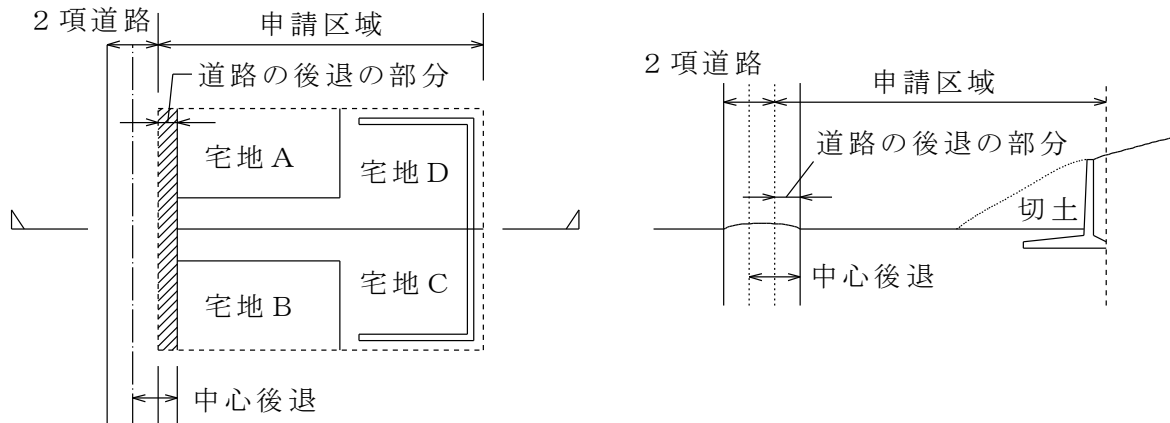 ２項道路
申請区域
道路の後退の部分
宅地Ａ
宅地Ｄ
宅地Ｂ
宅地Ｃ
中心後退
２項道路
申請区域
道路の後退の部分
切土
中心後退